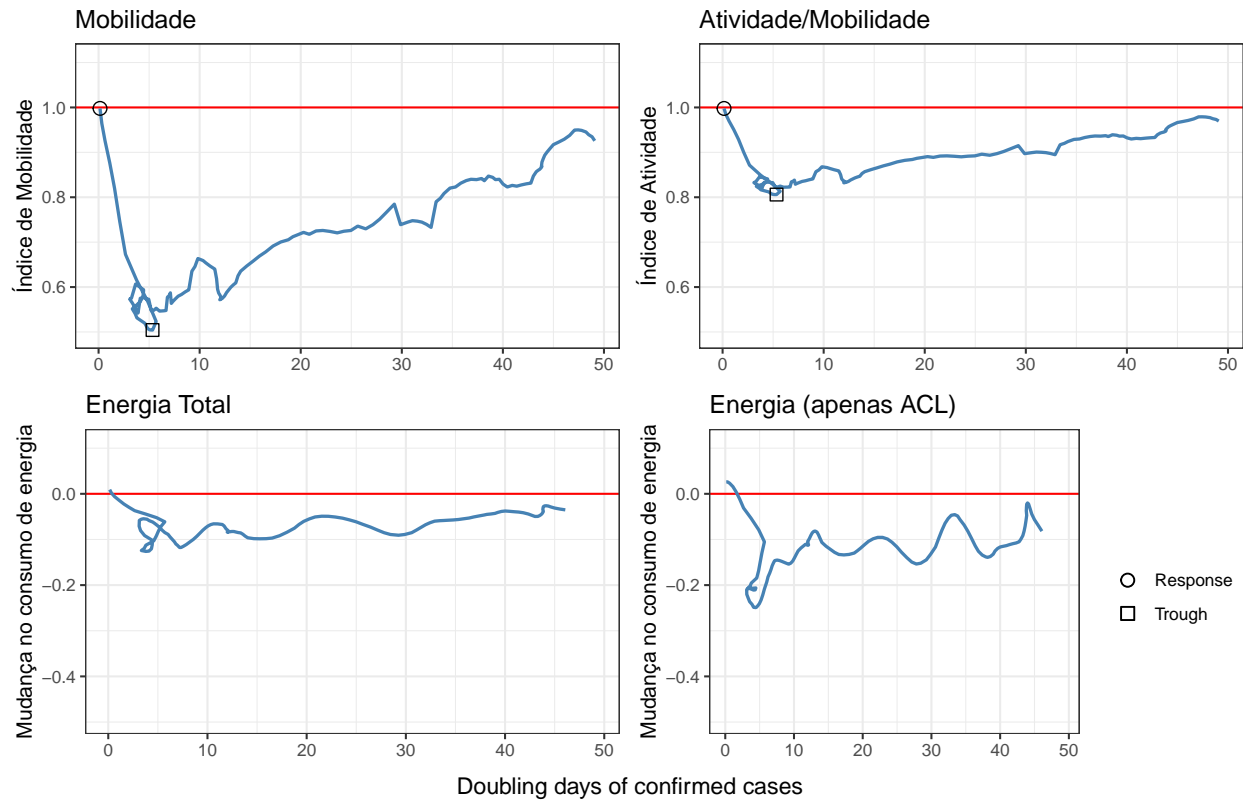 Mobilidade
Índice de Mobilidade
1.0
0.8
0.6
0 10 20 30 40 50
Atividade/Mobilidade
Índice de Atividade
1.0
0.8
0.6
0 10 20 30 40 50
Energia Total
Mudança no consumo de energia
0.0
−0.2
−0.4
0 10 20 30 40 50
Energia (apenas ACL)
Mudança no consumo de energia
0.0
−0.2
−0.4
0 10 20 30 40 50
Response
Trough
Doubling days of confirmed cases